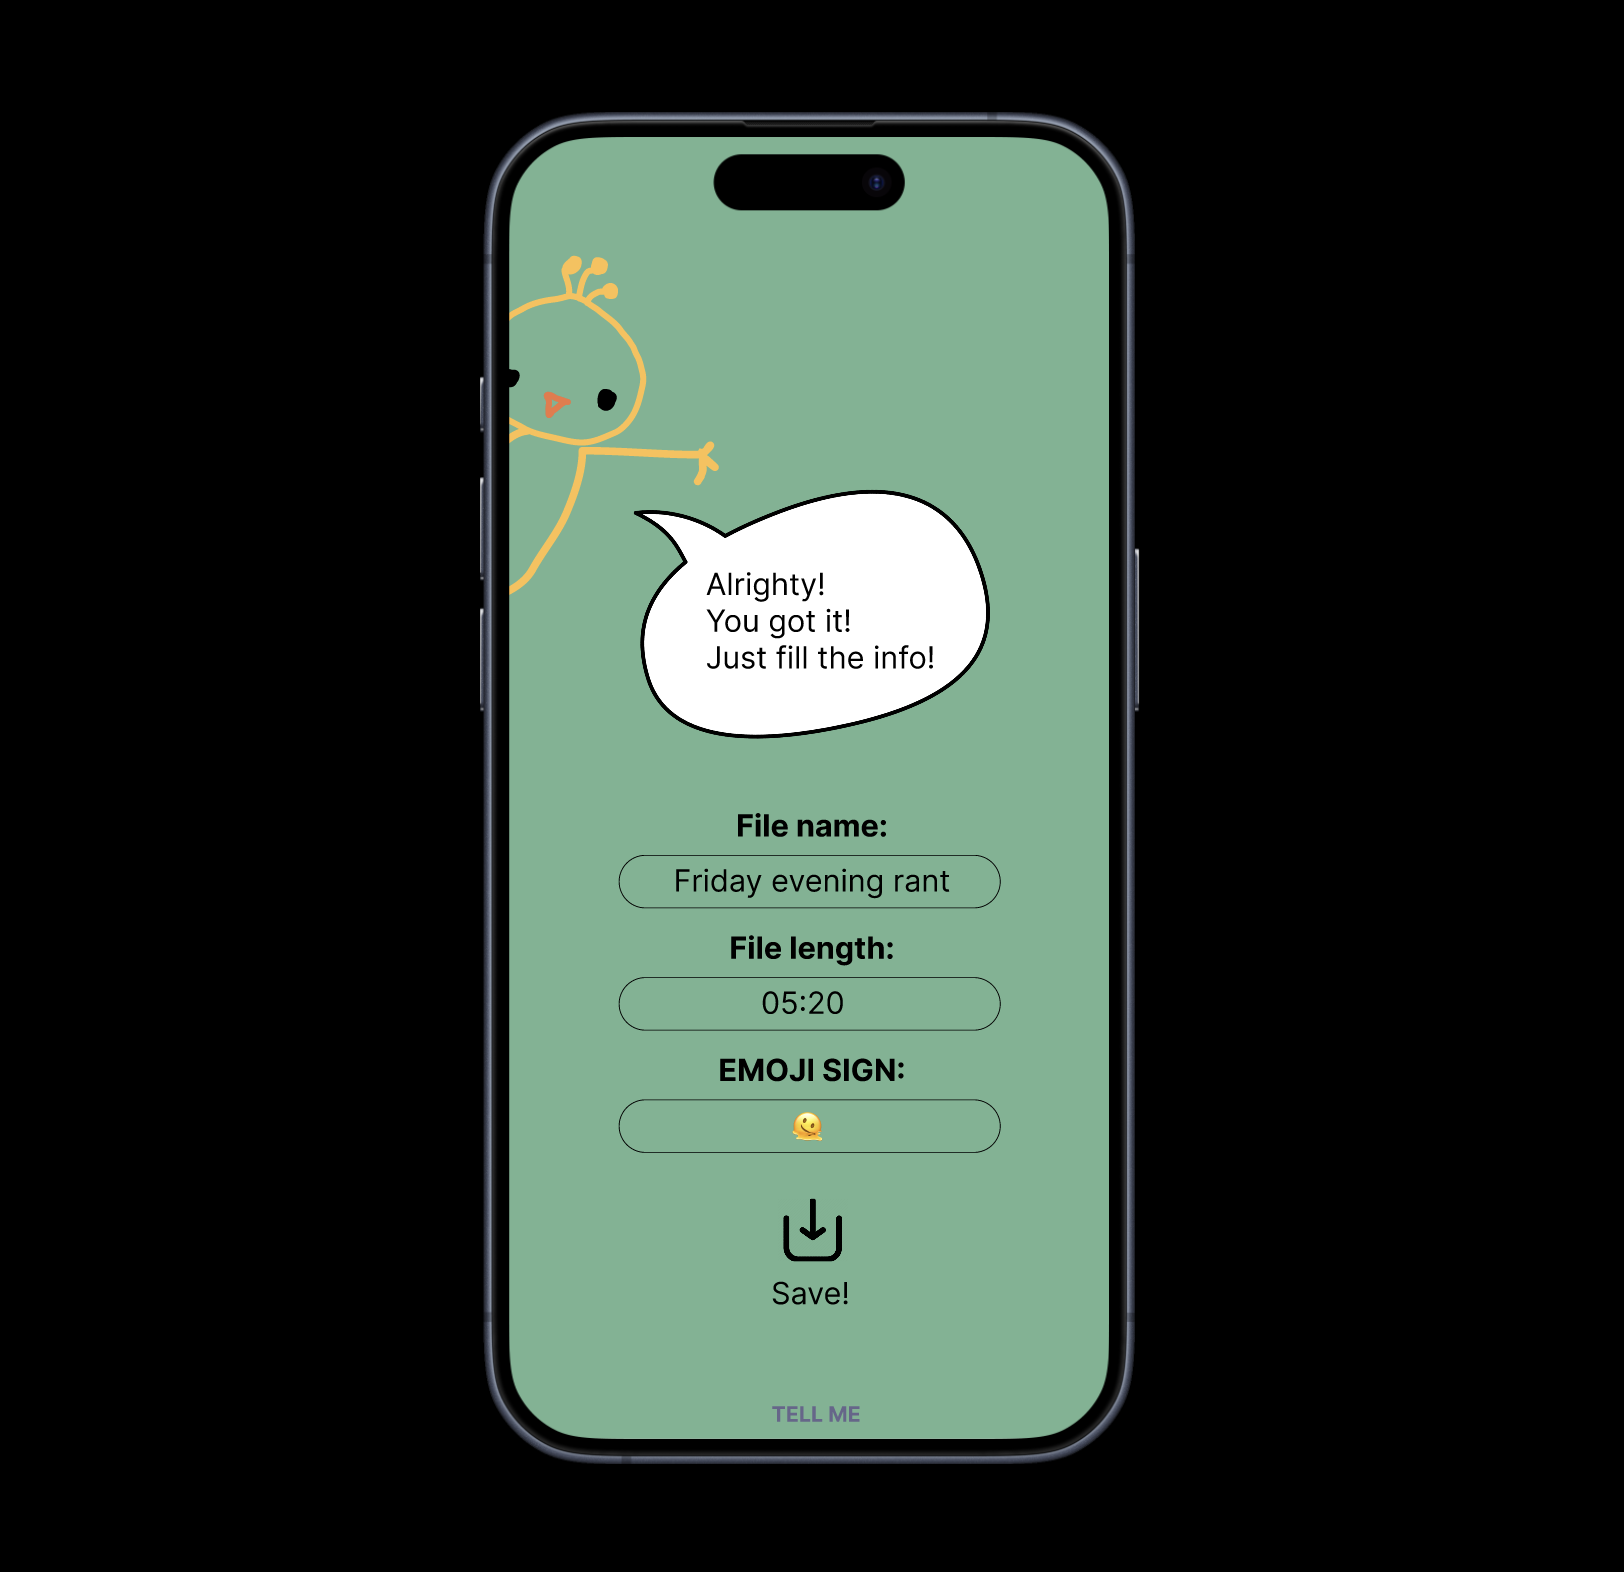 Alrighty!
You got it!
Just fill the info!
File name:
Friday evening rant
File length:
05:20
EMOJI SIGN:
🫠
Save!
TELL ME